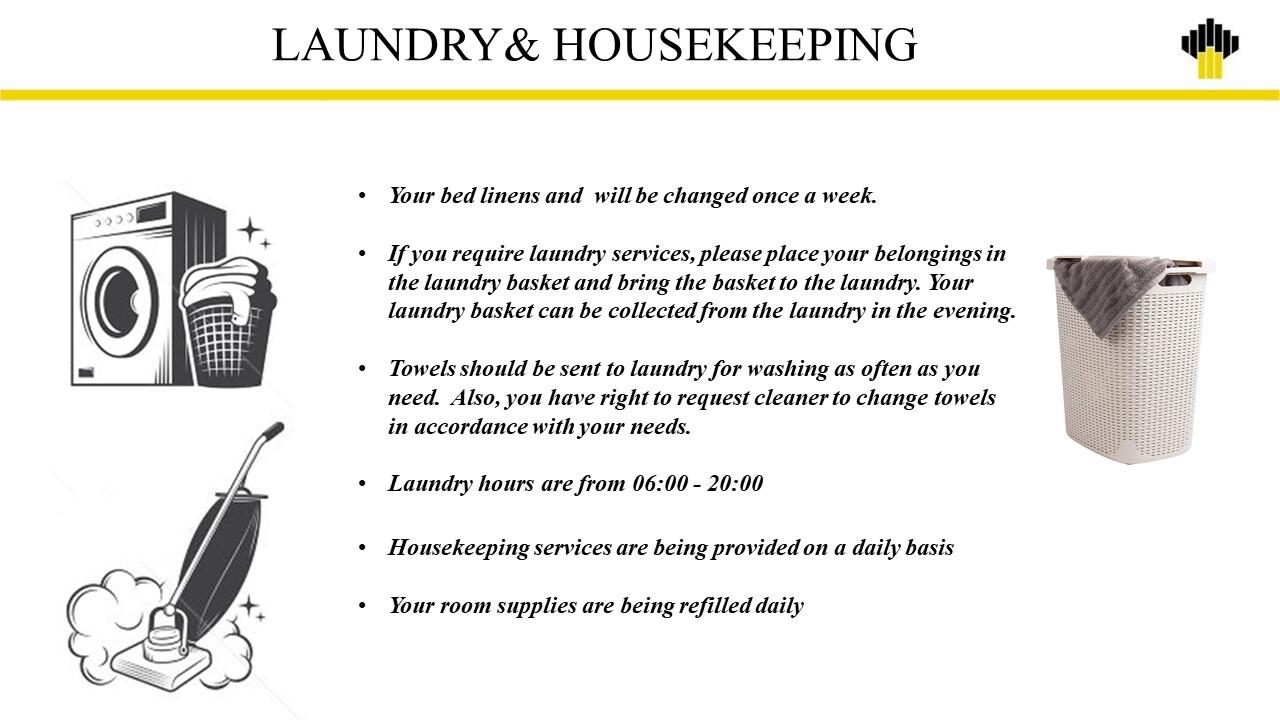 LAUNDRY& HOUSEKEEPING
• Your bed linens and  will be changed once a week.
• If you require laundry services, please place your belongings in
the laundry basket and bring the basket to the laundry. Your
laundry basket can be collected from the laundry in the evening.
• Towels should be sent to laundry for washing as often as you
need.  Also, you have right to request cleaner to change towels
in accordance with your needs.
• Laundry hours are from 06:00 - 20:00
• Housekeeping services are being provided on a daily basis
• Your room supplies are being refilled daily